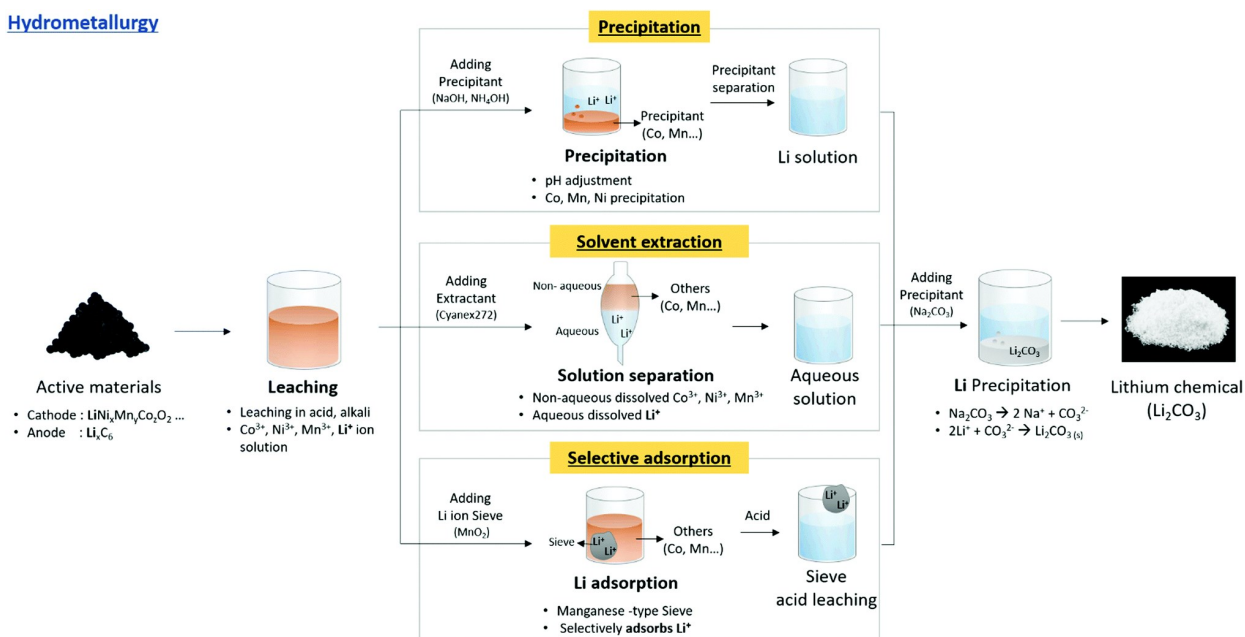 Hydrometallurgy
Precipitation
Adding
Precipitant
(NaOH, NH₄OH)
Li⁺ Li⁺
Precipitant
(Co, Mn...)
Precipitant
separation
Precipitation
Li solution
• pH adjustment
• Co, Mn, Ni precipitation
Solvent extraction
Adding
Extractant
(Cyanex272)
Non- aqueous
Others
(Co, Mn...)
Li⁺
Aqueous
Li⁺
Solution separation
• Non-aqueous dissolved Co³⁺, Ni³⁺, Mn³⁺
• Aqueous dissolved Li⁺
Aqueous
solution
Active materials
• Cathode : LiNiₓMnᵧCo₂O₂ ...
• Anode : LiₓC₆
Leaching
• Leaching in acid, alkali
• Co³⁺, Ni³⁺, Mn³⁺, Li⁺ ion
solution
Adding
Precipitant
(Na₂CO₃)
Li₂CO₃
Li Precipitation
• Na₂CO₃ → 2 Na⁺ + CO₃²⁻
• 2Li⁺ + CO₃²⁻ → Li₂CO₃ (s)
Lithium chemical
(Li₂CO₃)
Selective adsorption
Adding
Li ion Sieve
(MnO₂)
Sieve
Li⁺
Li⁺
Others
(Co, Mn...)
Acid
Li⁺
Li⁺
Li adsorption
• Manganese -type Sieve
• Selectively adsorbs Li⁺
Sieve
acid leaching